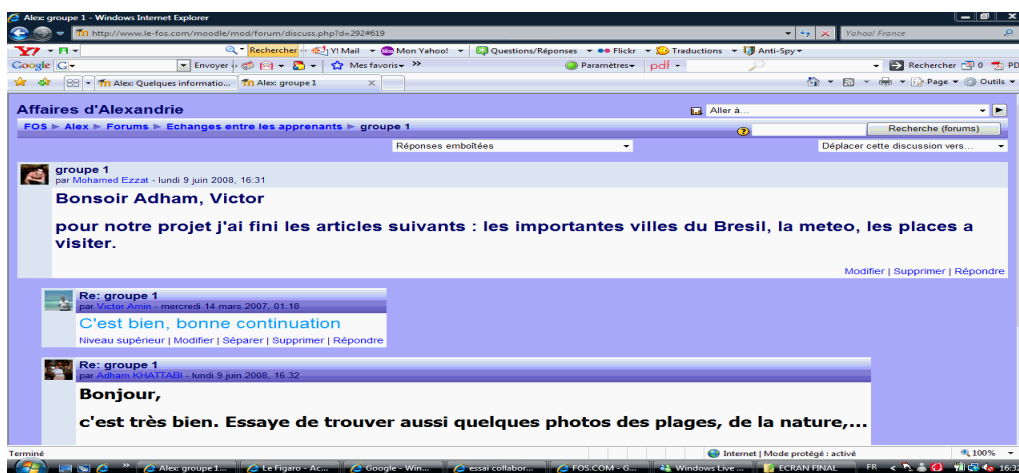 Alex: groupe 1 - Windows Internet Explorer
http://www.le-fos.com/moodle/mod/forum/discuss.php?d=292#619
Yahoo! France
Rechercher Y! Mail Mon Yahoo! Questions/Réponses Flickr Traductions Anti-Spy
Google G Envoyer Mes favoris » Paramètres pdf Rechercher 0 PD
Alex: Quelques informatio... Alex: groupe 1 Page Outils
Affaires d'Alexandrie
Aller à...
FOS ► Alex ► Forums ► Echanges entre les apprenants ► groupe 1
Recherche (forums)
Réponses emboîtées
Déplacer cette discussion vers...
groupe 1
par Mohamed Ezzat - lundi 9 juin 2008, 16:31
Bonsoir Adham, Victor
pour notre projet j'ai fini les articles suivants : les importantes villes du Bresil, la meteo, les places a
visiter.
Modifier | Supprimer | Répondre
Re: groupe 1
par Victor Amin - mercredi 14 mars 2007, 01:18
C'est bien, bonne continuation
Niveau supérieur | Modifier | Séparer | Supprimer | Répondre
Re: groupe 1
par Adham KHATTABI - lundi 9 juin 2008, 16:32
Bonjour,
c'est très bien. Essaye de trouver aussi quelques photos des plages, de la nature,...
Terminé
Internet | Mode protégé : activé
100%
Alex: groupe 1... Le Figaro - Ac... Google - Win... essai collabor... FOS.COM - G... Windows Live ... ECRAN FINAL FR 16:32